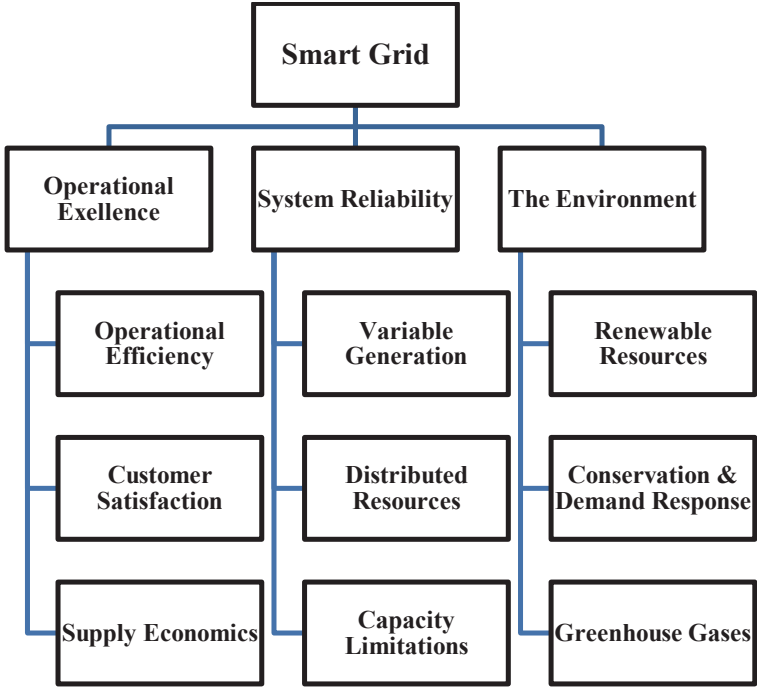 Smart Grid
Operational
Exellence
System Reliability
The Environment
Operational
Efficiency
Variable
Generation
Renewable
Resources
Customer
Satisfaction
Distributed
Resources
Conservation &
Demand Response
Supply Economics
Capacity
Limitations
Greenhouse Gases